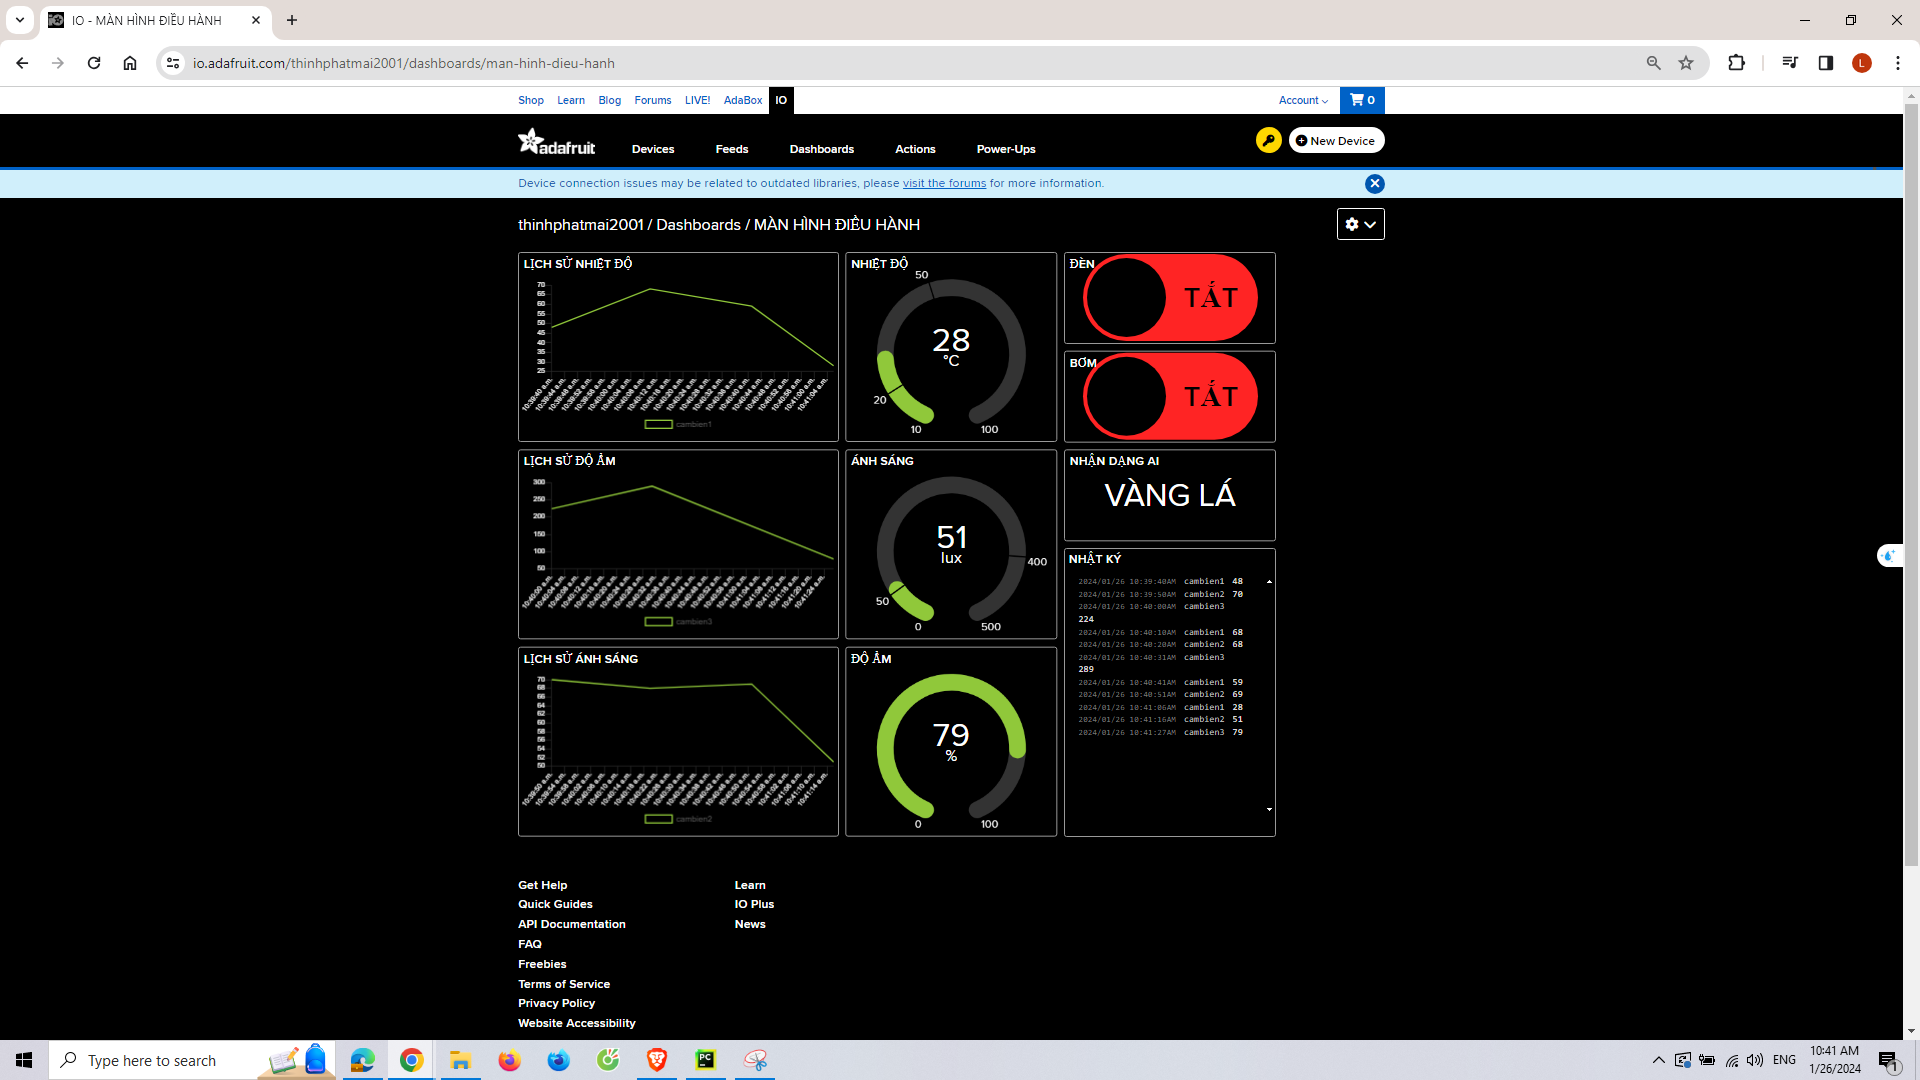 IO - MÀN HÌNH ĐIỀU HÀNH
io.adafruit.com/thinhphatmai2001/dashboards/man-hinh-dieu-hanh
L
Shop Learn Blog Forums LIVE! AdaBox IO Account 0
adafruit Devices Feeds Dashboards Actions Power-Ups New Device
Device connection issues may be related to outdated libraries, please visit the forums for more information.
thinhphatmai2001 / Dashboards / MÀN HÌNH ĐIỀU HÀNH
LỊCH SỬ NHIỆT ĐỘ
70
65
60
55
50
45
40
35
30
25
cambien1
NHIỆT ĐỘ
50
28
°C
20
10 100
ĐÈN
TẮT
BƠM
TẮT
LỊCH SỬ ĐỘ ẨM
300
250
200
150
100
50
cambien3
ÁNH SÁNG
51
lux
400
50
0 500
NHẬN DẠNG AI
VÀNG LÁ
LỊCH SỬ ÁNH SÁNG
70
68
66
64
62
60
58
56
54
52
50
cambien2
ĐỘ ẨM
79
%
0 100
NHẬT KÝ
2024/01/26 10:39:40AM cambien1 48
2024/01/26 10:39:50AM cambien2 70
2024/01/26 10:40:00AM cambien3
224
2024/01/26 10:40:10AM cambien1 68
2024/01/26 10:40:20AM cambien2 68
2024/01/26 10:40:31AM cambien3
289
2024/01/26 10:40:41AM cambien1 59
2024/01/26 10:40:51AM cambien2 69
2024/01/26 10:41:06AM cambien1 28
2024/01/26 10:41:16AM cambien2 51
2024/01/26 10:41:27AM cambien3 79
Get Help
Quick Guides
API Documentation
FAQ
Freebies
Terms of Service
Privacy Policy
Website Accessibility
Learn
IO Plus
News
Type here to search
PC
ENG
10:41 AM
1/26/2024
1